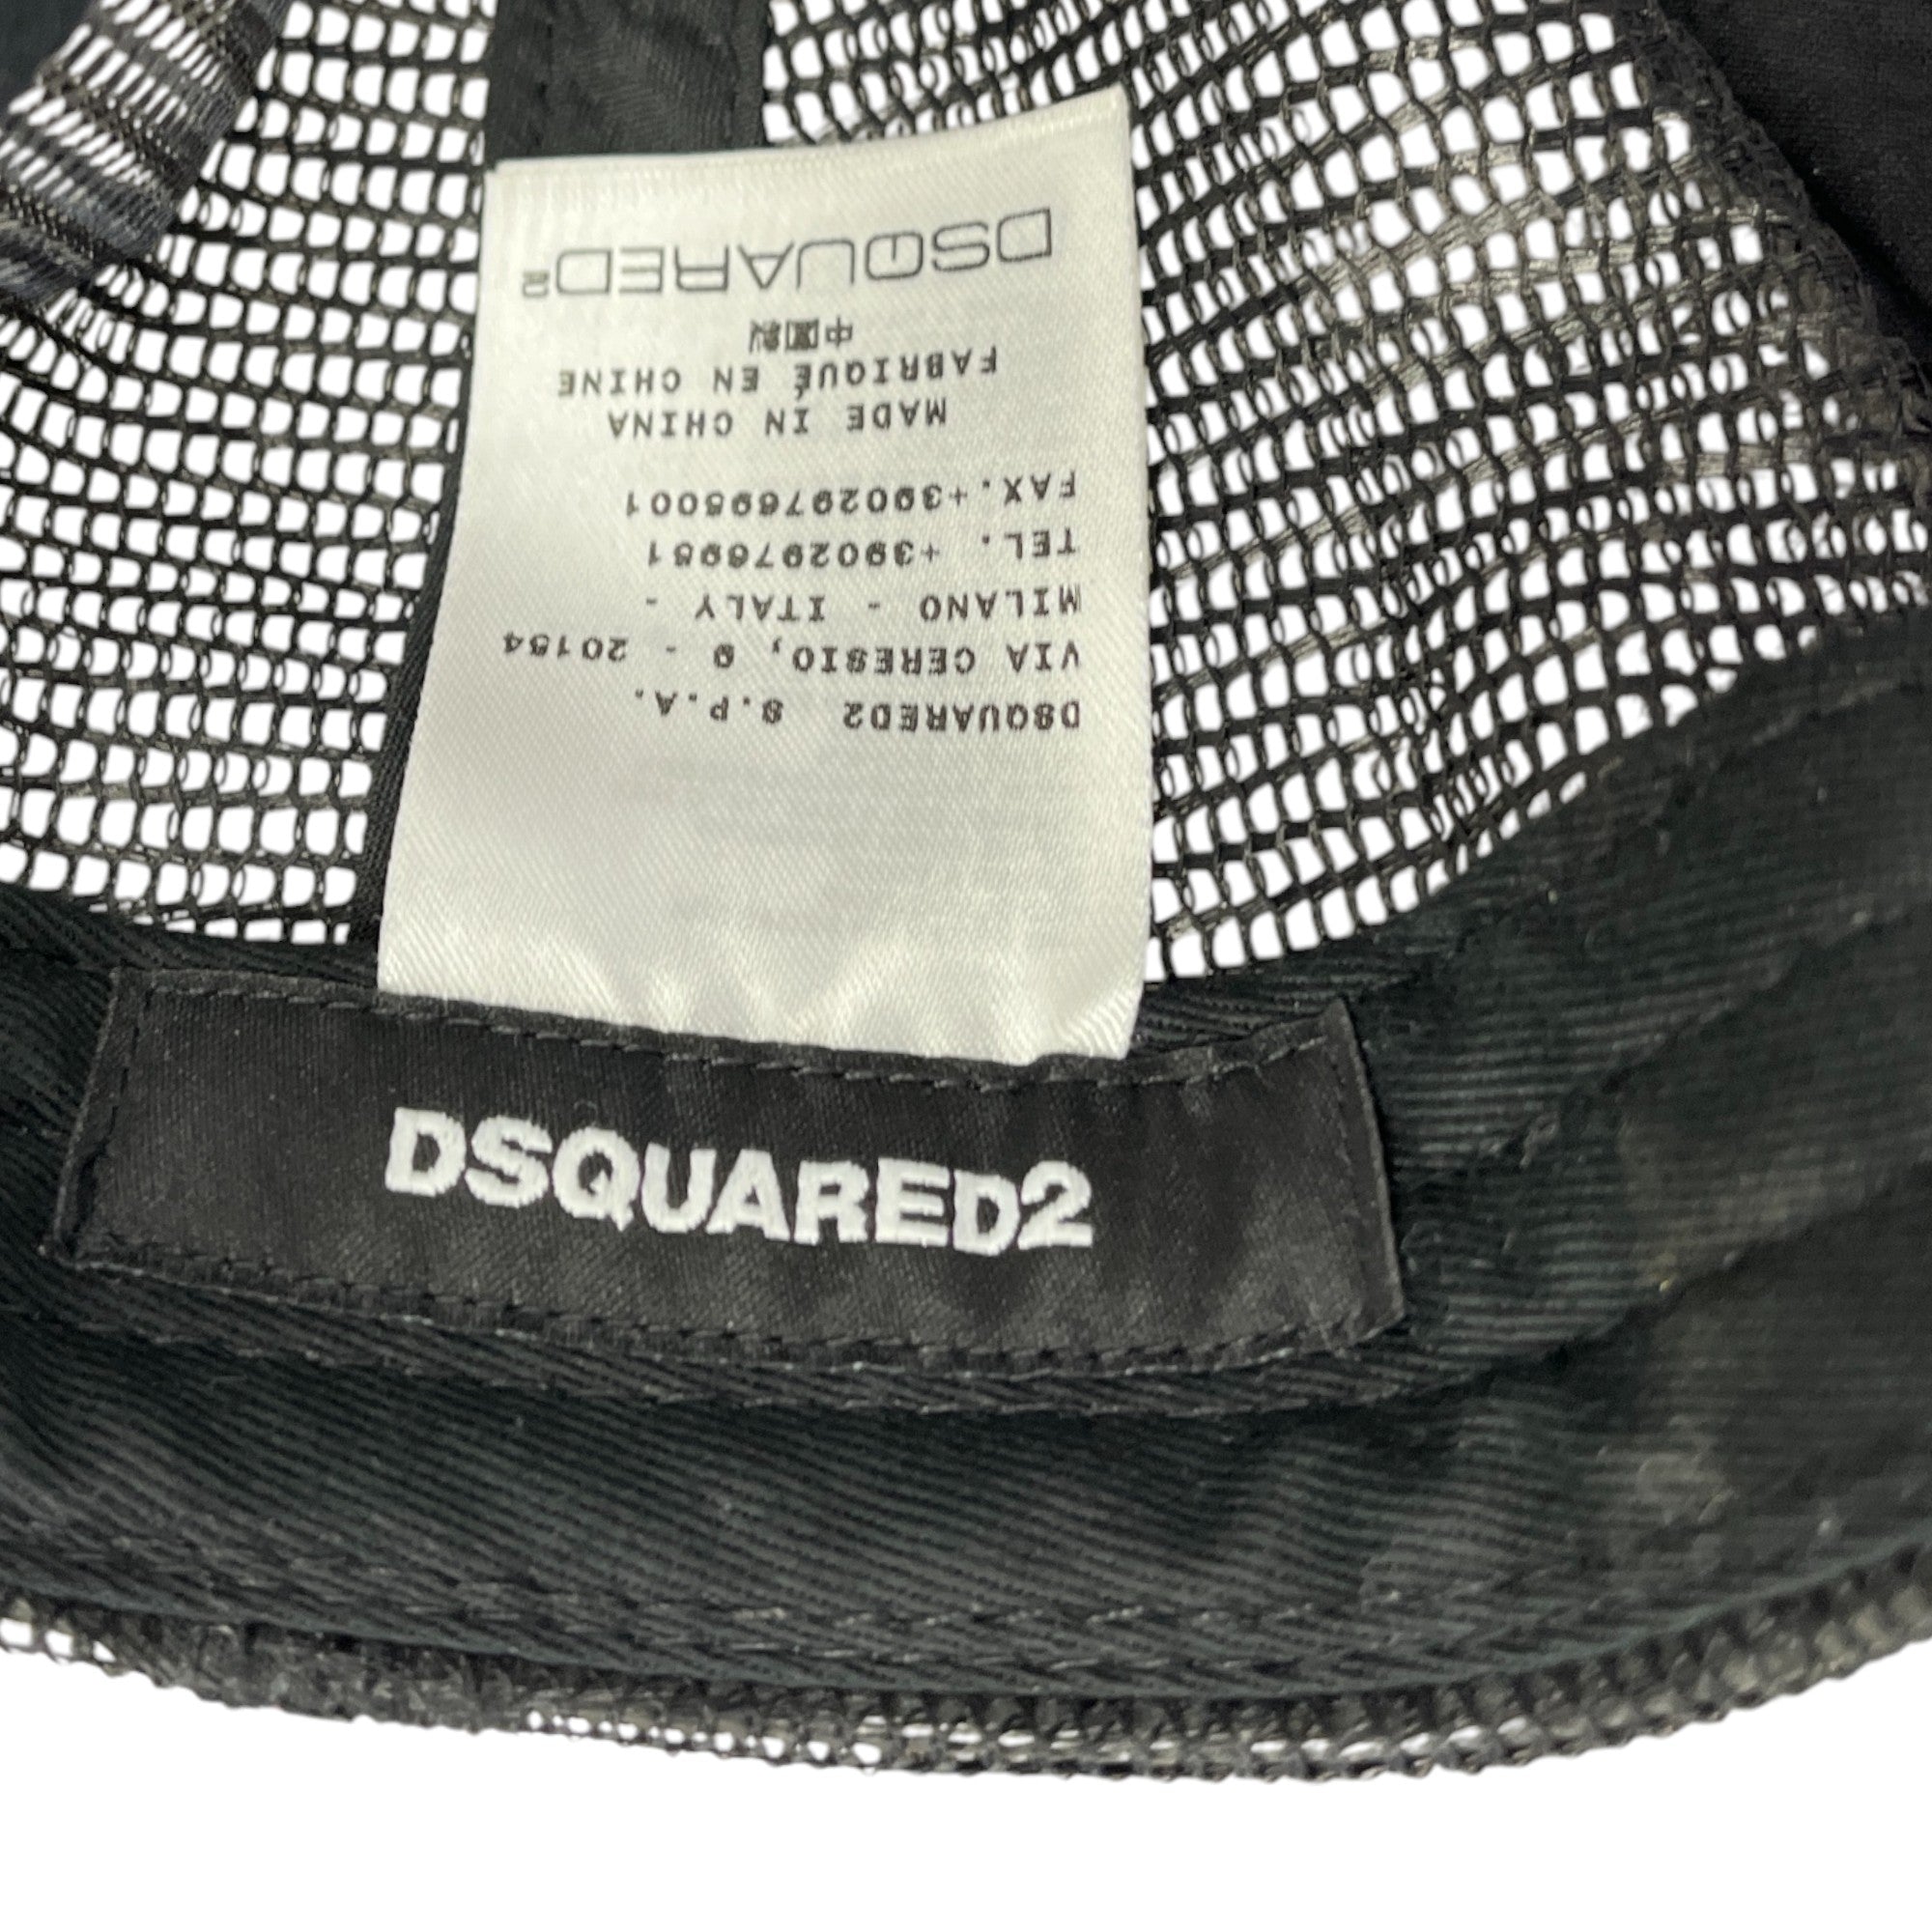 DSQUARED2 S.P.A.
VIA CERESIO, 9 - 20154
MILANO - ITALY -
TEL. +3902976951
FAX. +390297695001
MADE IN CHINA
FABRIQUÉ EN CHINE
中國製
DSQUARED2
DSQUARED2